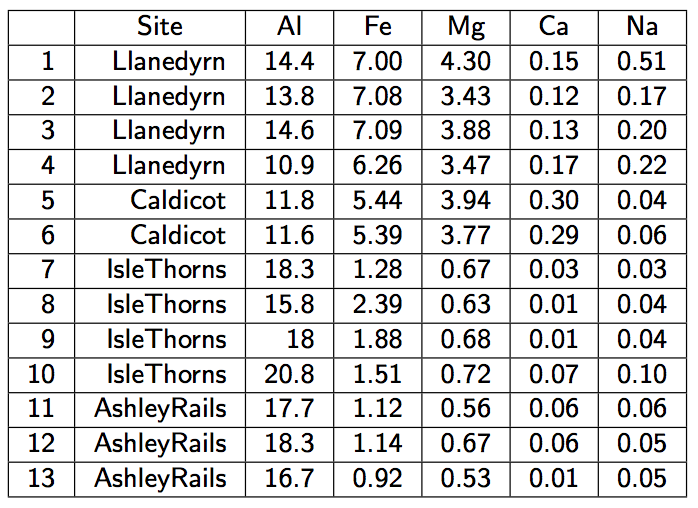 Site Al Fe Mg Ca Na
1 Llanedyrn 14.4 7.00 4.30 0.15 0.51
2 Llanedyrn 13.8 7.08 3.43 0.12 0.17
3 Llanedyrn 14.6 7.09 3.88 0.13 0.20
4 Llanedyrn 10.9 6.26 3.47 0.17 0.22
5 Caldicot 11.8 5.44 3.94 0.30 0.04
6 Caldicot 11.6 5.39 3.77 0.29 0.06
7 IsleThorns 18.3 1.28 0.67 0.03 0.03
8 IsleThorns 15.8 2.39 0.63 0.01 0.04
9 IsleThorns 18 1.88 0.68 0.01 0.04
10 IsleThorns 20.8 1.51 0.72 0.07 0.10
11 AshleyRails 17.7 1.12 0.56 0.06 0.06
12 AshleyRails 18.3 1.14 0.67 0.06 0.05
13 AshleyRails 16.7 0.92 0.53 0.01 0.05